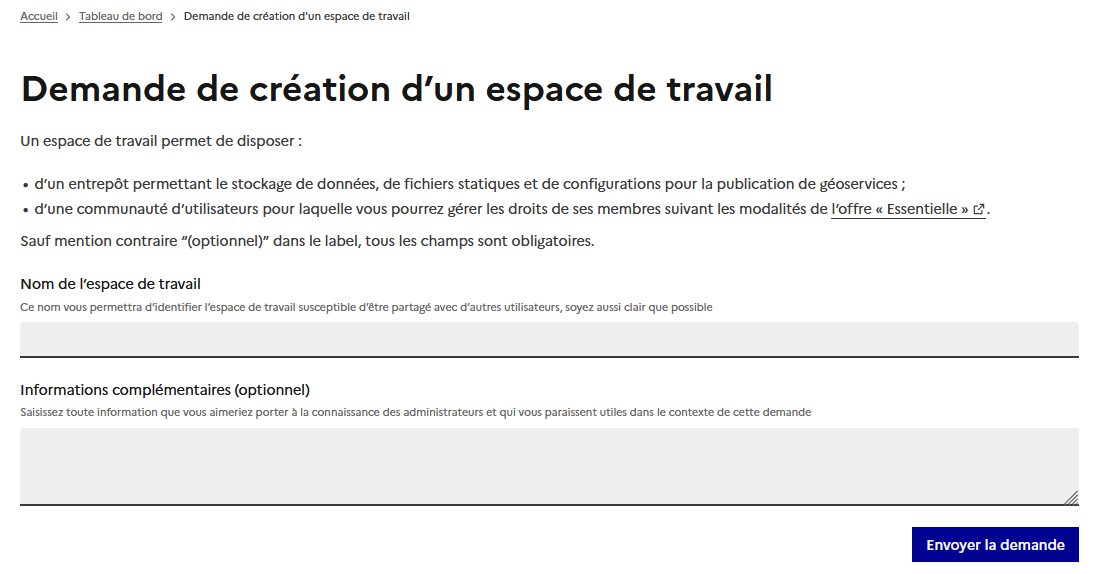 Accueil > Tableau de bord > Demande de création d'un espace de travail
Demande de création d’un espace de travail
Un espace de travail permet de disposer :
• d’un entrepôt permettant le stockage de données, de fichiers statiques et de configurations pour la publication de géoservices ;
• d’une communauté d’utilisateurs pour laquelle vous pourrez gérer les droits de ses membres suivant les modalités de l’offre « Essentielle » .
Sauf mention contraire “(optionnel)” dans le label, tous les champs sont obligatoires.
Nom de l’espace de travail
Ce nom vous permettra d’identifier l’espace de travail susceptible d’être partagé avec d’autres utilisateurs, soyez aussi clair que possible
Informations complémentaires (optionnel)
Saisissez toute information que vous aimeriez porter à la connaissance des administrateurs et qui vous paraissent utiles dans le contexte de cette demande
Envoyer la demande